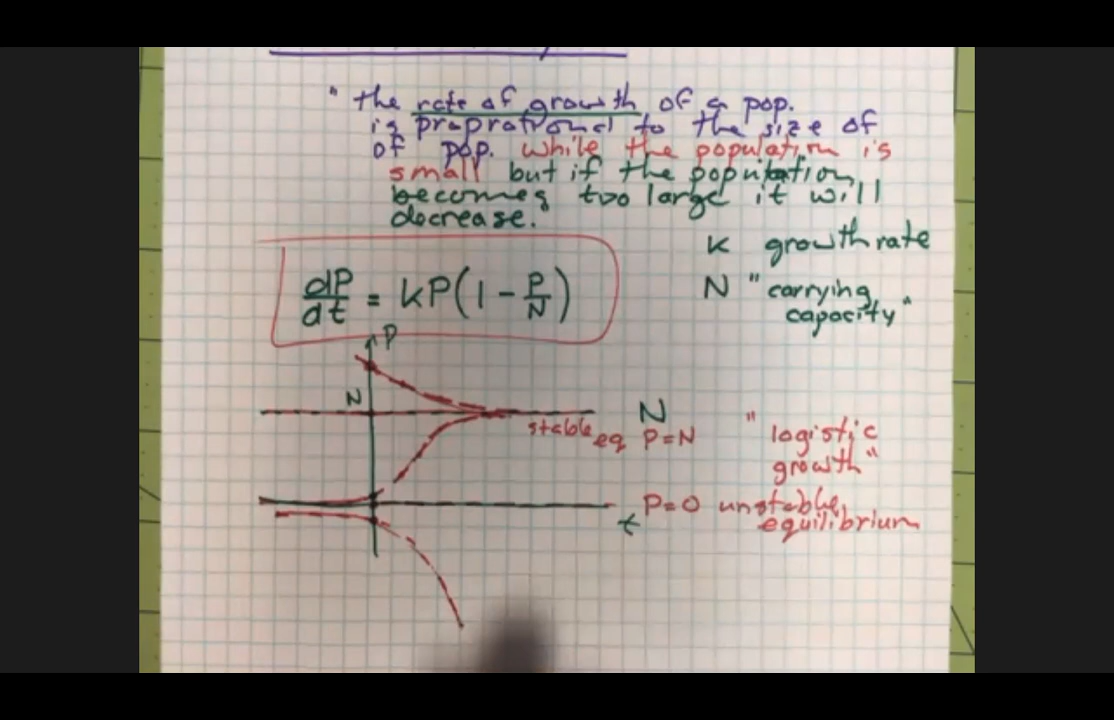 " the rate of growth of a pop.
is proprotional to the size of
of pop. while the population is
small but if the population
becomes too large it will
decrease."
k growth rate
dP/dt = kP(1 - P/N)
N "carrying
capacity"
P
N
N
stable eq P=N
"logistic
growth"
P=0 unstable
equilibrium
t